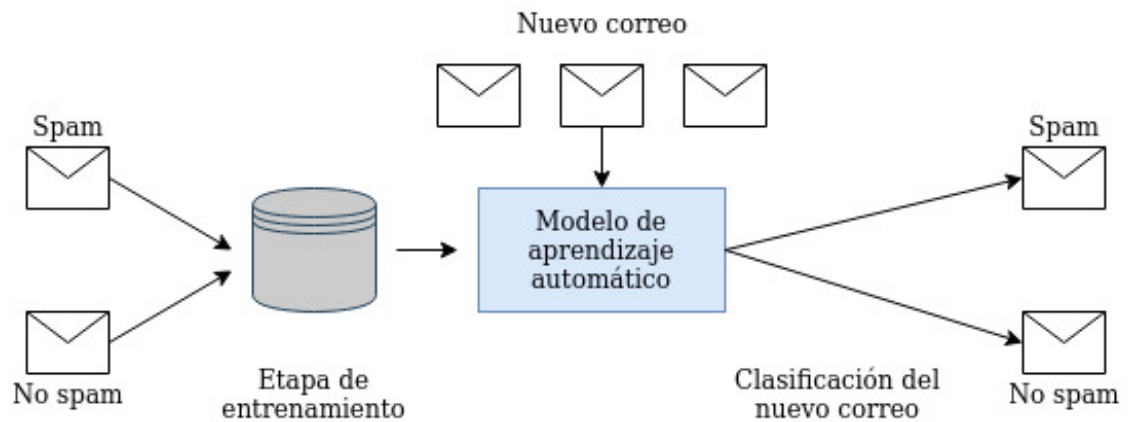 Nuevo correo
Spam
Spam
Modelo de
aprendizaje
automático
No spam
Etapa de
entrenamiento
Clasificación del
nuevo correo
No spam